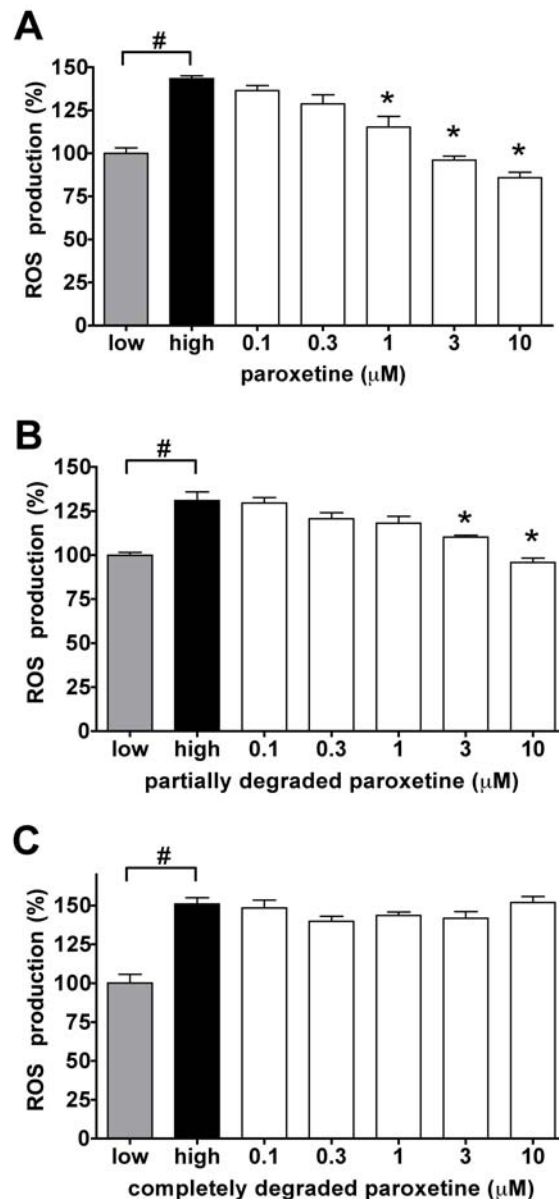 A
#
ROS production (%)
150
125
100
75
50
25
0
* * *
low high 0.1 0.3 1 3 10
paroxetine (μM)
B
#
ROS production (%)
150
125
100
75
50
25
0
* *
low high 0.1 0.3 1 3 10
partially degraded paroxetine (μM)
C
#
ROS production (%)
150
125
100
75
50
25
0
low high 0.1 0.3 1 3 10
completely degraded paroxetine (μM)